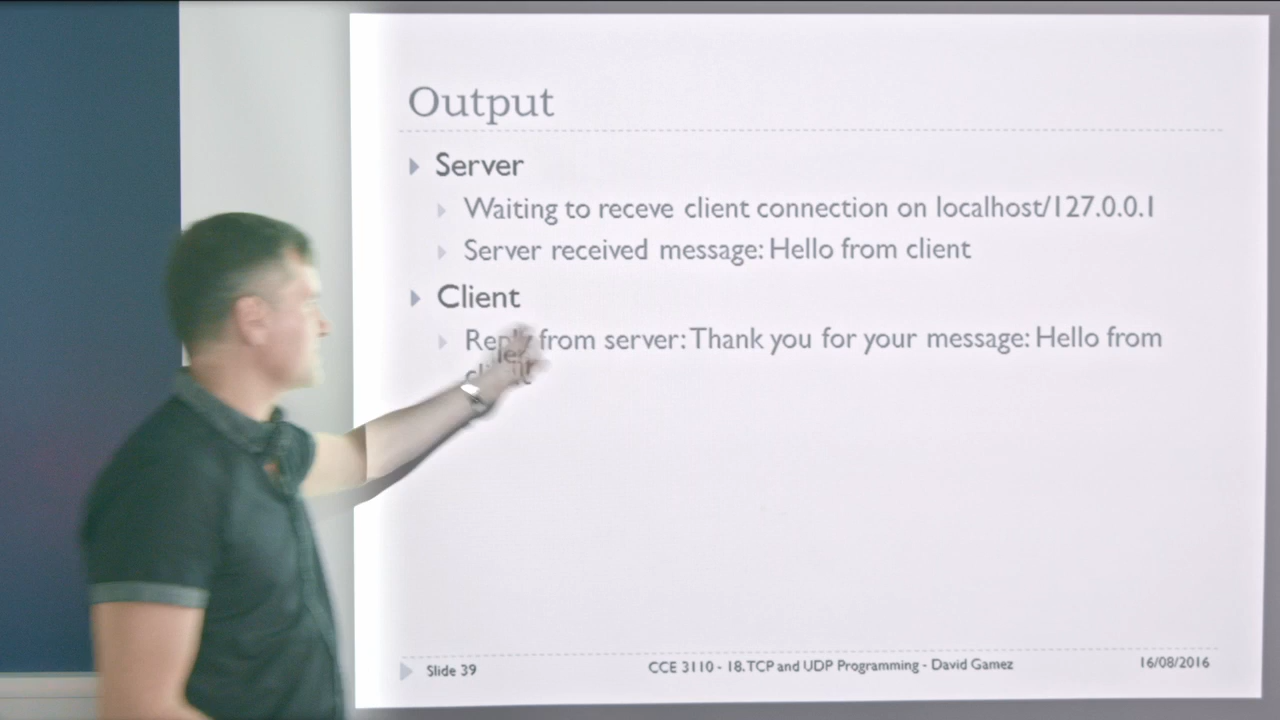 Output
Server
Waiting to receve client connection on localhost/127.0.0.1
Server received message: Hello from client
Client
Reply from server: Thank you for your message: Hello from
client
Slide 39
CCE 3110 - 18. TCP and UDP Programming - David Gamez
16/08/2016